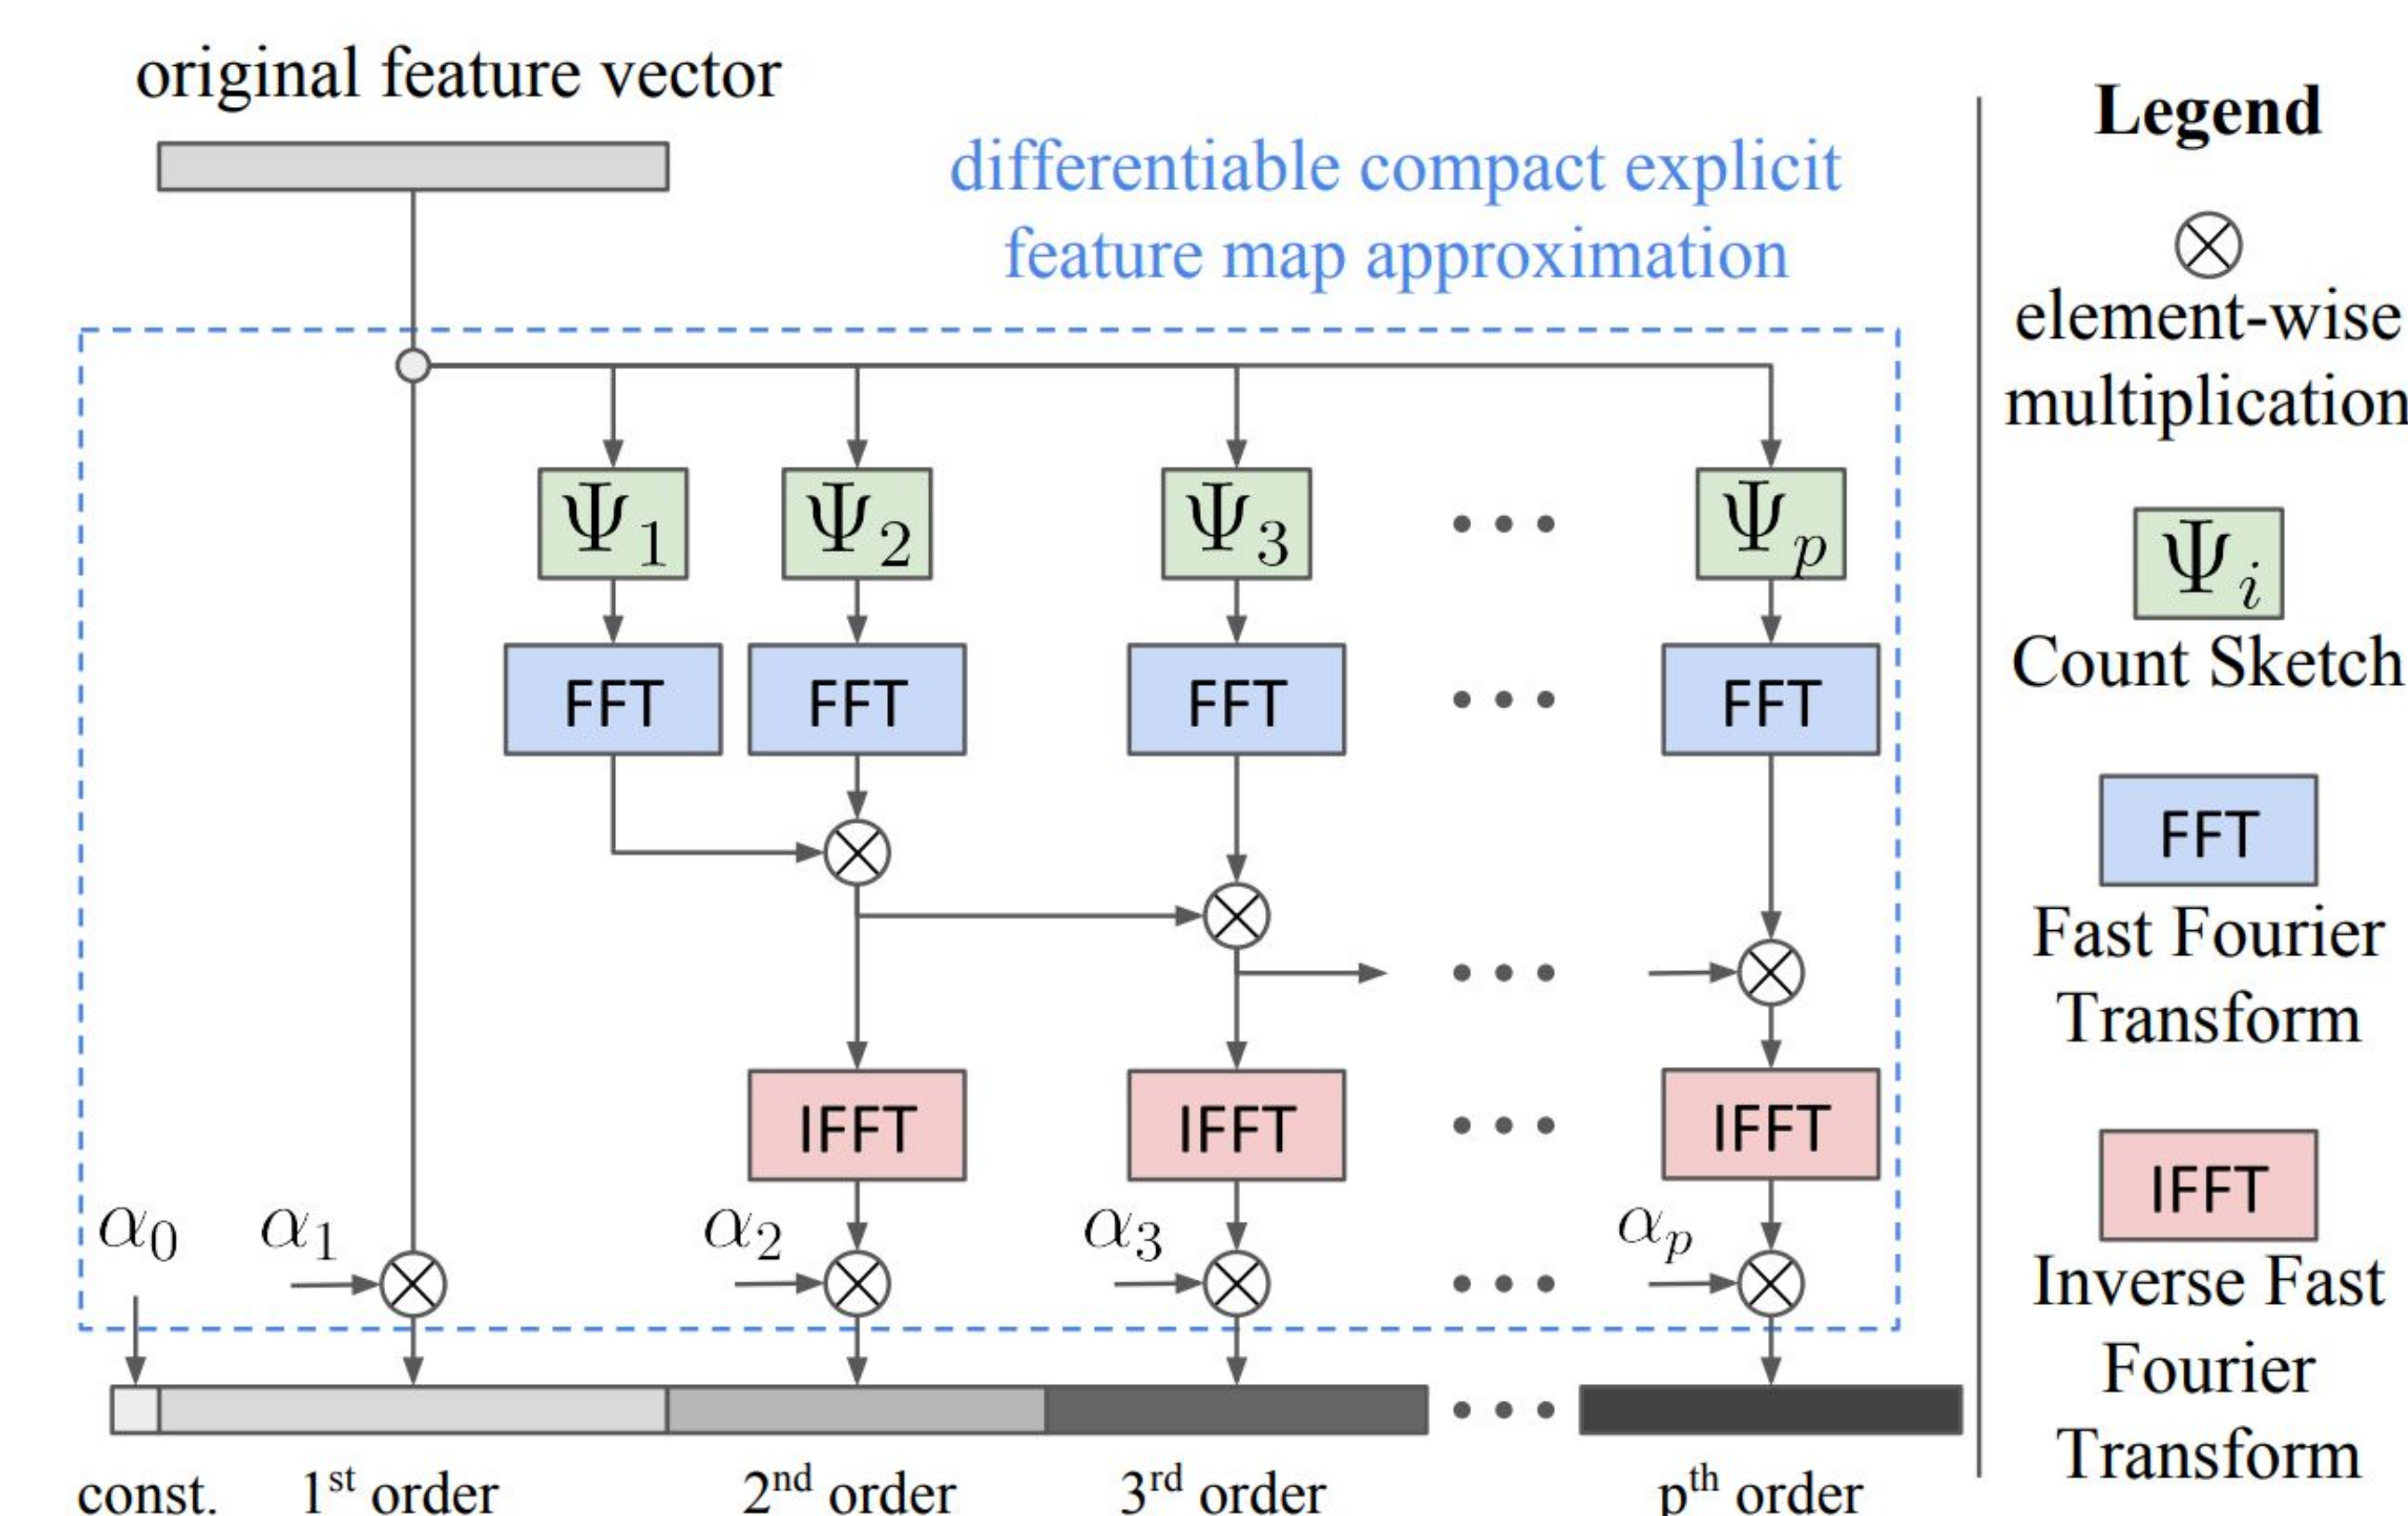 original feature vector
differentiable compact explicit
feature map approximation
Ψ₁ Ψ₂ Ψ₃ • • • Ψₚ
FFT FFT FFT • • • FFT
• • •
IFFT IFFT • • • IFFT
α₀ α₁ α₂ α₃ • • • αₚ
• • •
const. 1ˢᵗ order 2ⁿᵈ order 3ʳᵈ order pᵗʰ order
Legend
element-wise
multiplication
Ψᵢ
Count Sketch
FFT
Fast Fourier
Transform
IFFT
Inverse Fast
Fourier
Transform